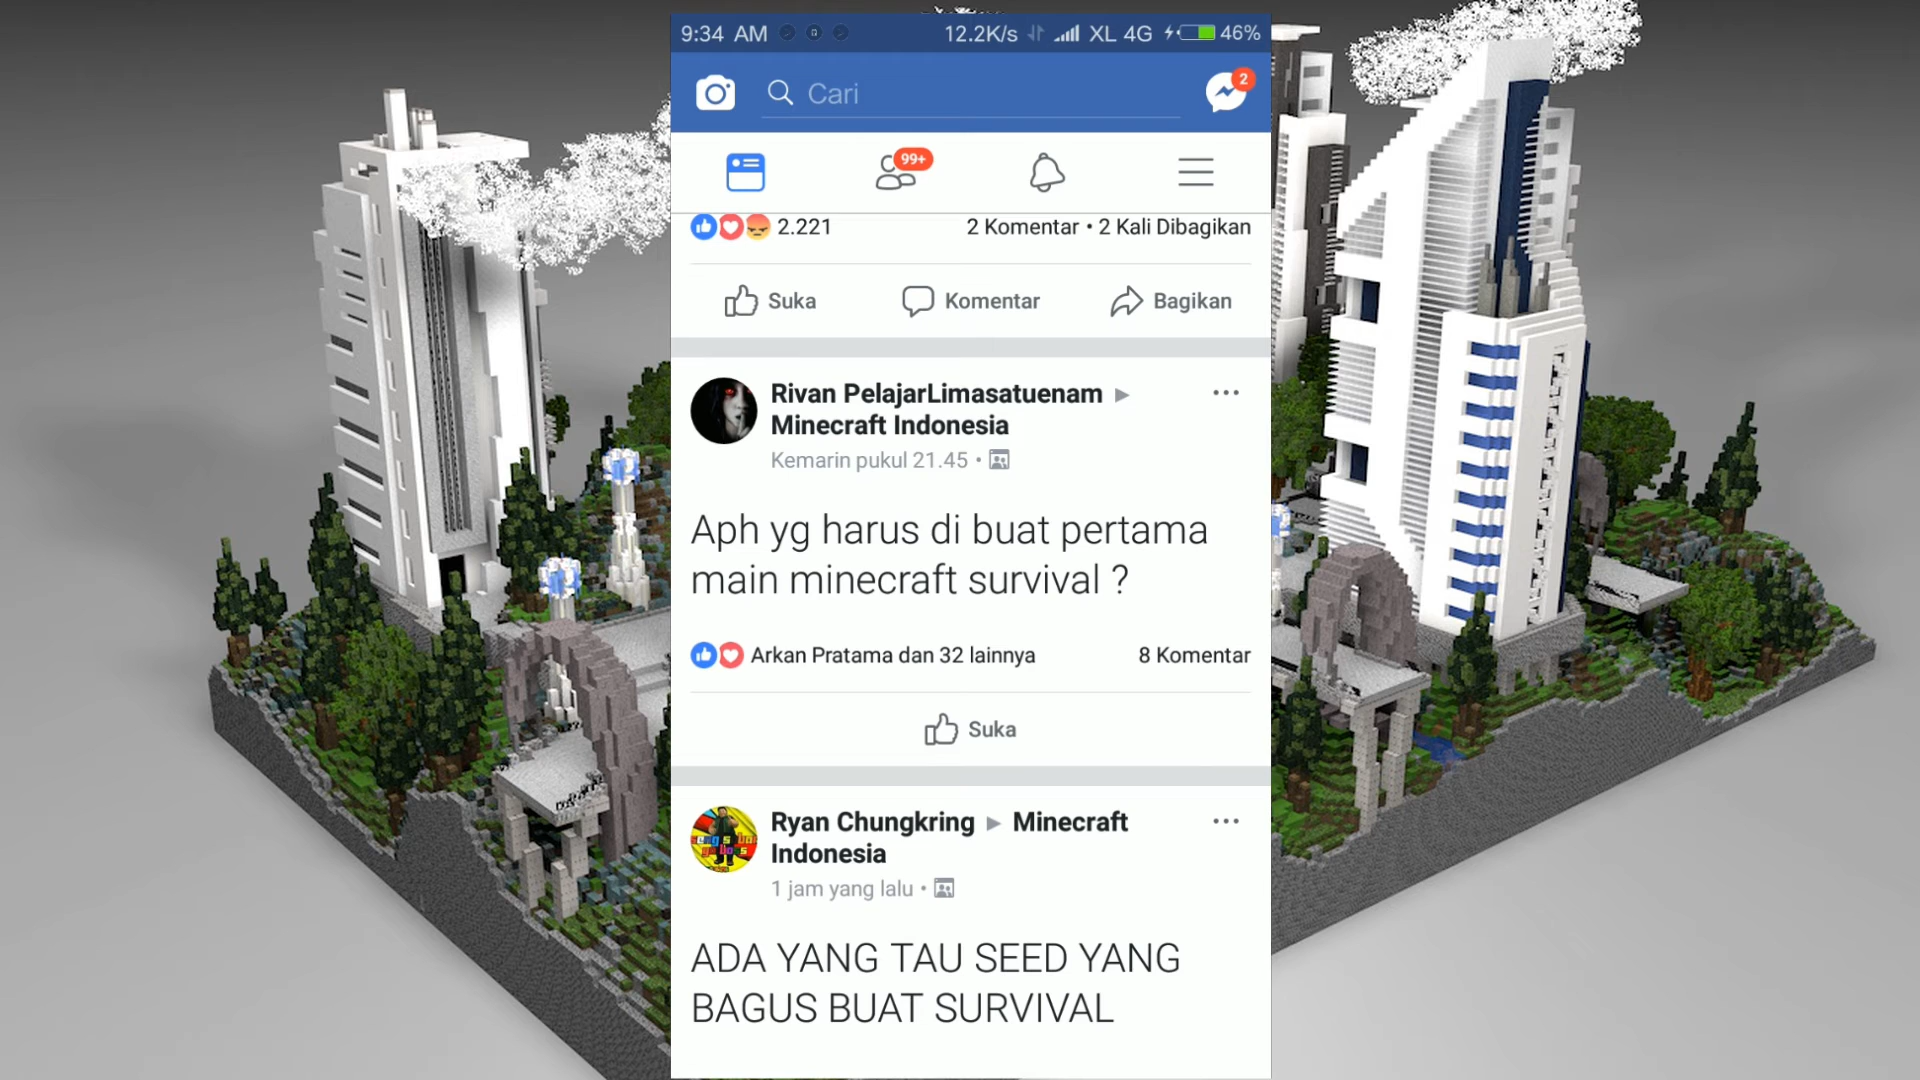 9:34 AM 12.2K/s XL 4G 46%
Cari
2
99+
2.221 2 Komentar • 2 Kali Dibagikan
Suka Komentar Bagikan
Rivan PelajarLimasatuenam ▶
Minecraft Indonesia
Kemarin pukul 21.45 •
Aph yg harus di buat pertama
main minecraft survival ?
Arkan Pratama dan 32 lainnya 8 Komentar
Suka
Ryan Chungkring ▶ Minecraft
Indonesia
1 jam yang lalu •
ADA YANG TAU SEED YANG
BAGUS BUAT SURVIVAL